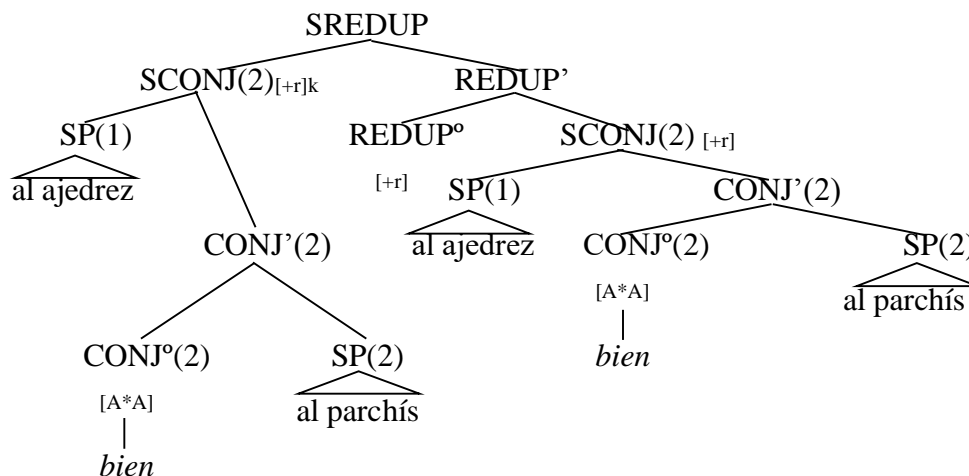 SREDUP
SCONJ(2)[+r]k REDUP’
SP(1) REDUPº SCONJ(2) [+r]
al ajedrez [+r] SP(1) CONJ’(2)
CONJ’(2) al ajedrez CONJº(2) SP(2)
[A*A] al parchís
CONJº(2) SP(2) bien
[A*A] al parchís
bien